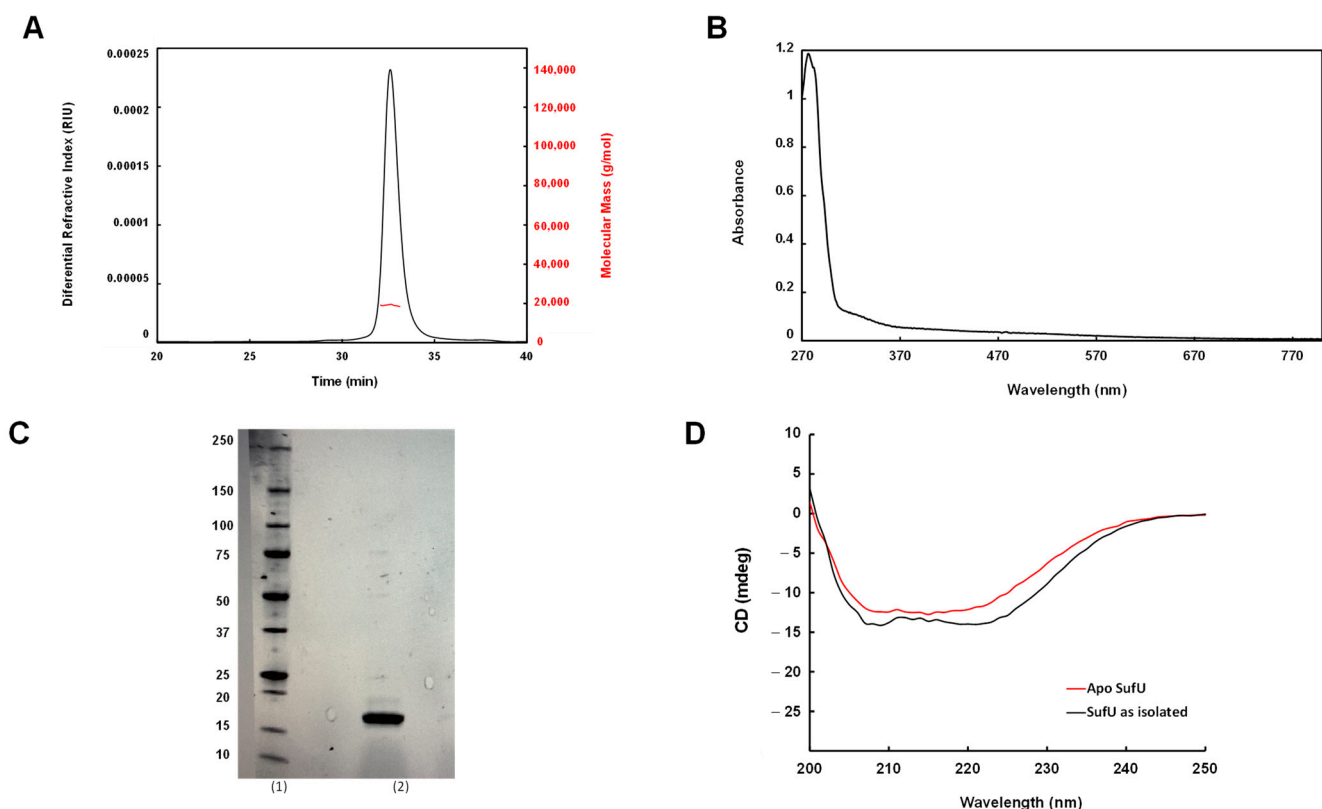 A
0.00025
0.0002
0.00015
0.0001
0.00005
0
Diferential Refractive Index (RIU)
140,000
120,000
100,000
80,000
60,000
40,000
20,000
0
Molecular Mass (g/mol)
20 25 30 35 40
Time (min)
B
1.2
1
0.8
0.6
0.4
0.2
0
Absorbance
270 370 470 570 670 770
Wavelength (nm)
C
250
150
100
75
50
37
25
20
15
10
(1) (2)
D
10
5
0
– 5
– 10
– 15
– 20
– 25
CD (mdeg)
Apo SufU
SufU as isolated
200 210 220 230 240 250
Wavelength (nm)